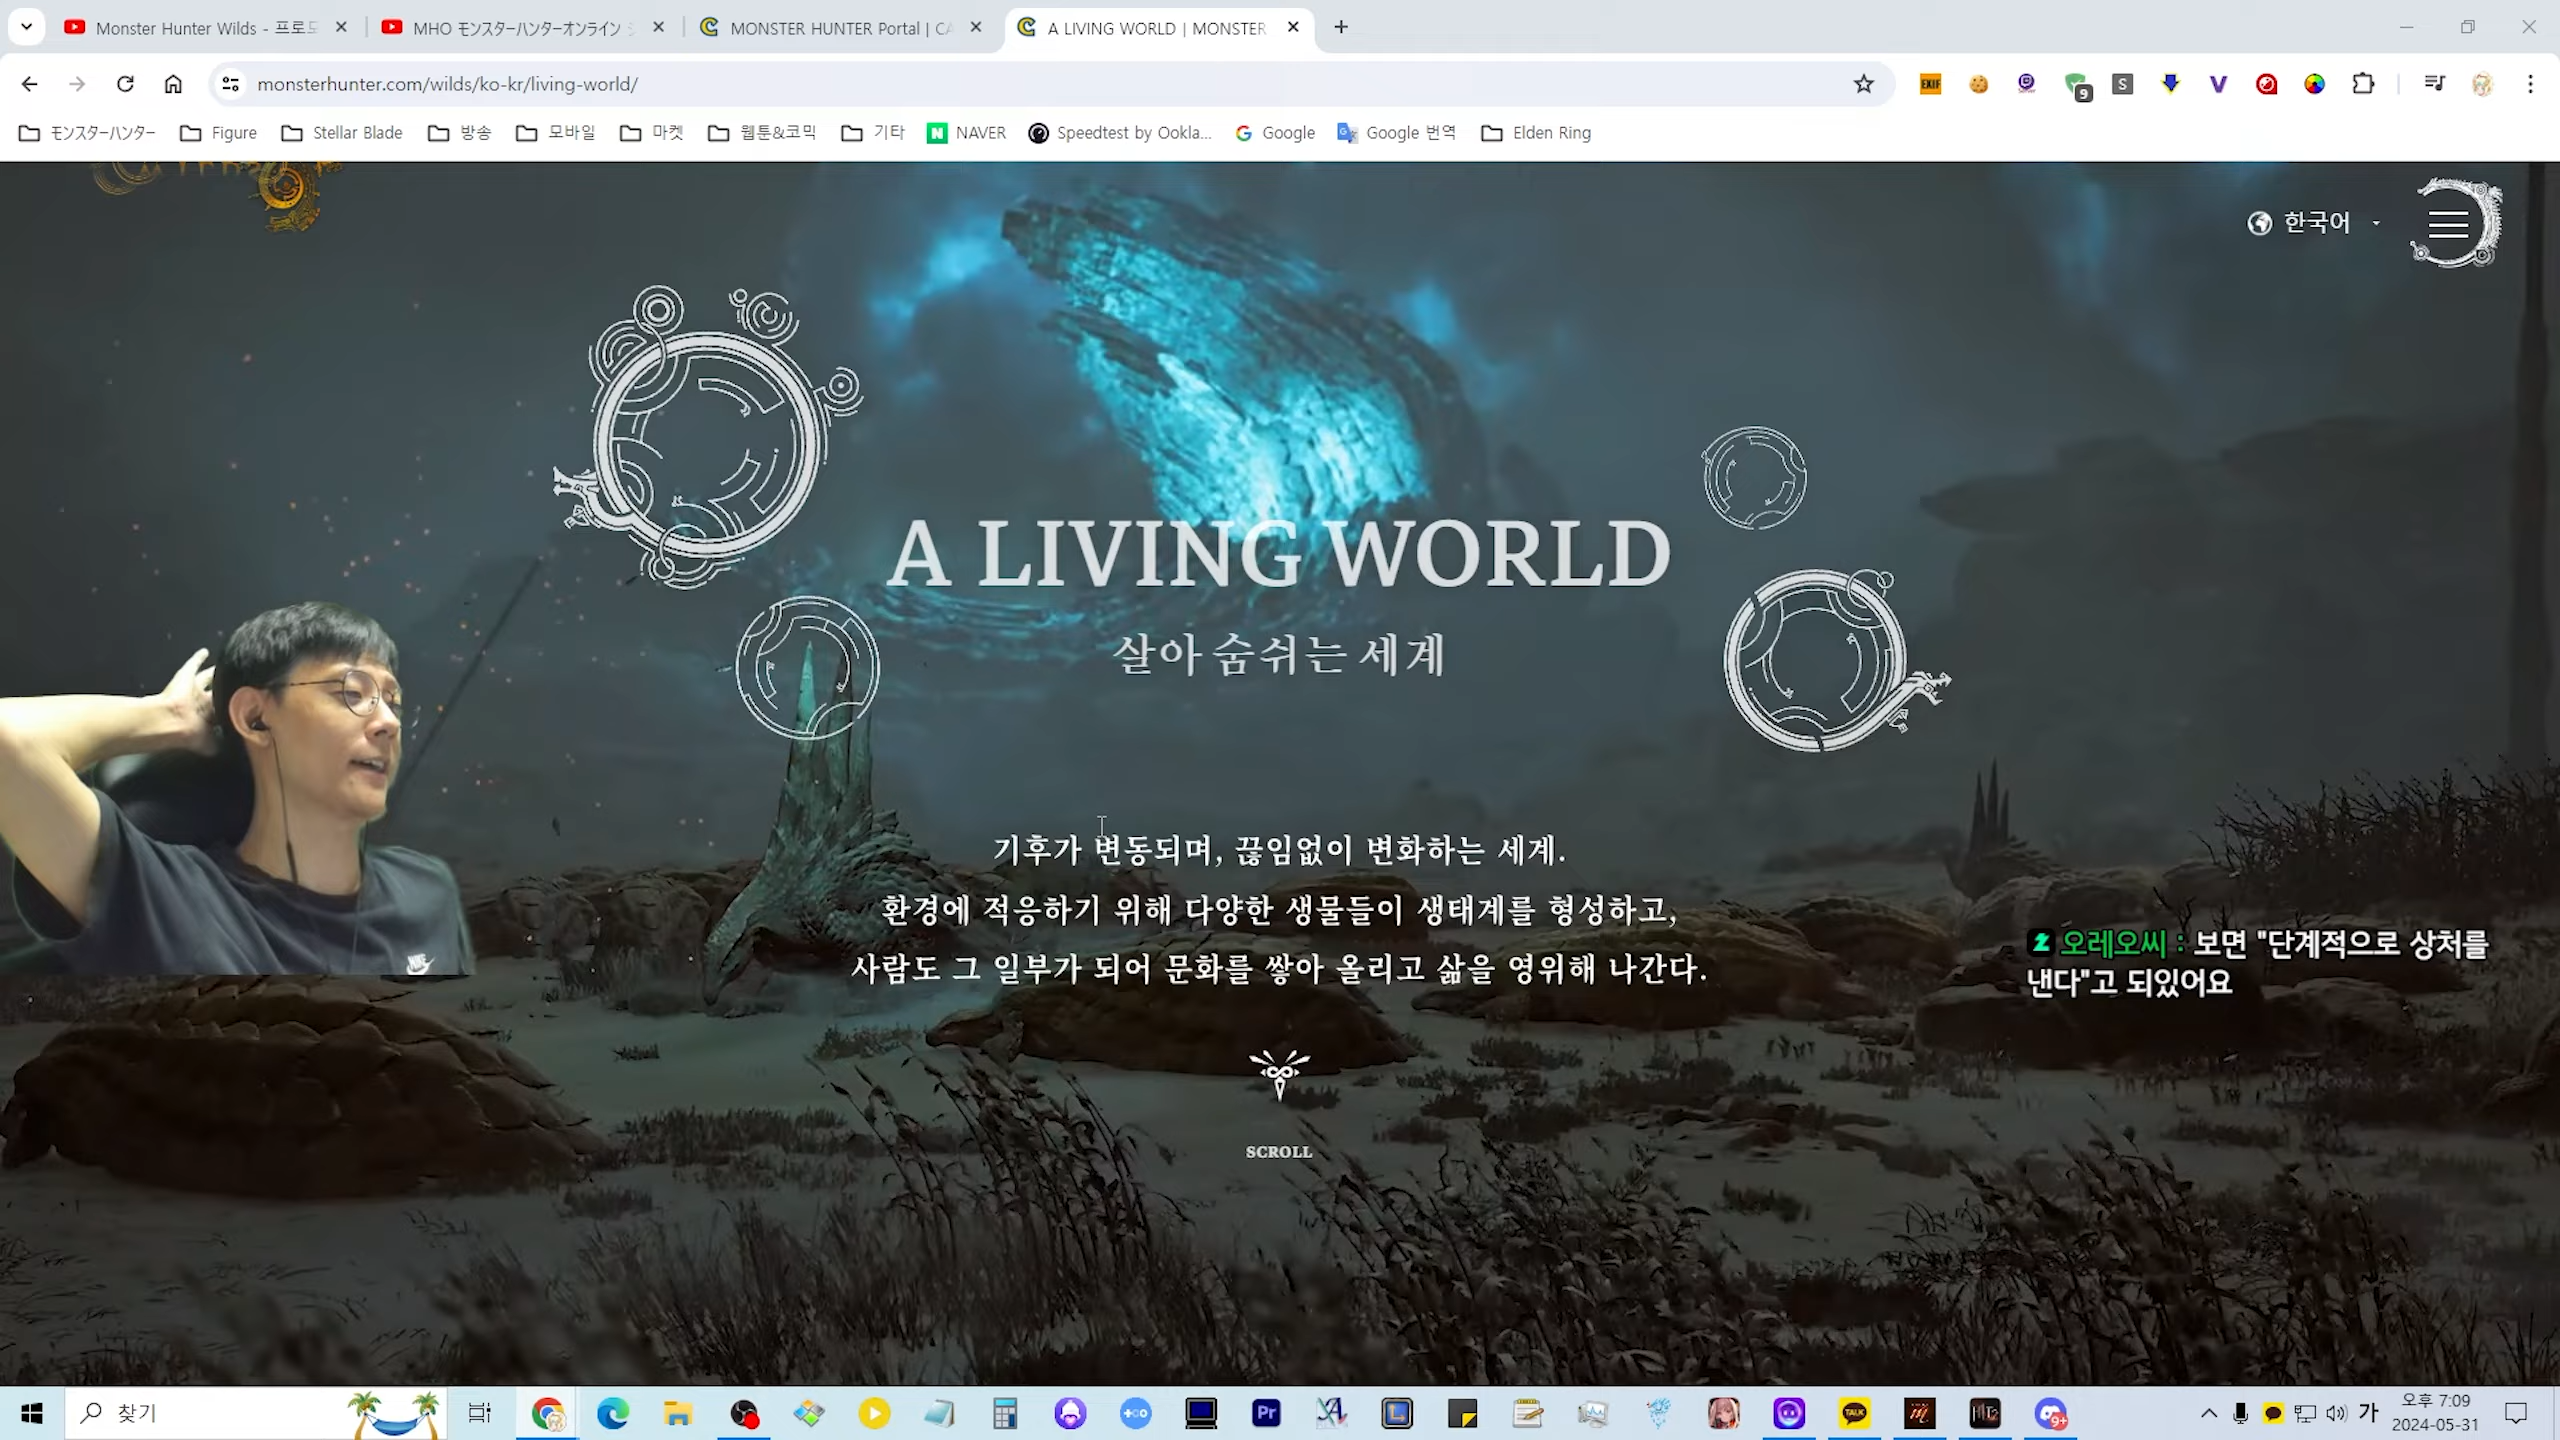 Monster Hunter Wilds - 프로모
MHO モンスターハンターオンライン シ
MONSTER HUNTER Portal | CA
A LIVING WORLD | MONSTER
monsterhunter.com/wilds/ko-kr/living-world/
EXIF
9
S
V
モンスターハンター
Figure
Stellar Blade
방송
모바일
마켓
웹툰&코믹
기타
N NAVER
Speedtest by Ookla...
Google
Google 번역
Elden Ring
한국어
A LIVING WORLD
살아 숨쉬는 세계
기후가 변동되며, 끊임없이 변화하는 세계.
환경에 적응하기 위해 다양한 생물들이 생태계를 형성하고,
사람도 그 일부가 되어 문화를 쌓아 올리고 삶을 영위해 나간다.
오레오씨 : 보면 "단계적으로 상처를
낸다"고 되있어요
SCROLL
찾기
Pr
TALK
9+
가
오후 7:09
2024-05-31